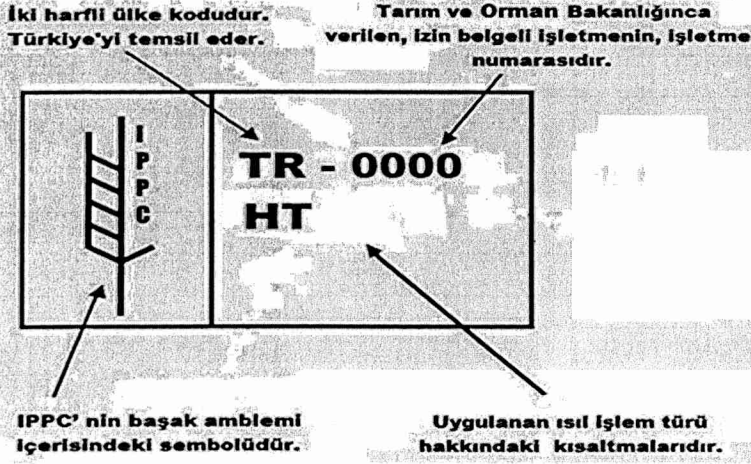 İki harfli ülke kodudur.
Türkiye'yi temsil eder.
Tarım ve Orman Bakanlığınca
verilen, izin belgeli işletmenin, işletme
numarasıdır.
IPPC
TR - 0000
HT
IPPC' nin başak amblemi
içerisindeki sembolüdür.
Uygulanan ısıl işlem türü
hakkındaki kısaltmalarıdır.